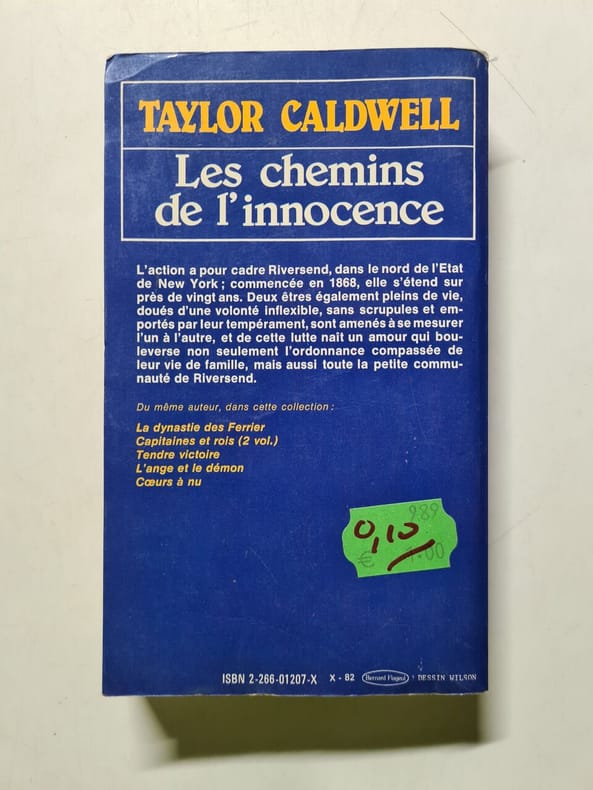 TAYLOR CALDWELL
Les chemins
de l'innocence
L'action a pour cadre Riversend, dans le nord de l'Etat
de New York ; commencée en 1868, elle s'étend sur
près de vingt ans. Deux êtres également pleins de vie,
doués d'une volonté inflexible, sans scrupules et em-
portés par leur tempérament, sont amenés à se mesurer
l'un à l'autre, et de cette lutte naît un amour qui bou-
leverse non seulement l'ordonnance compassée de
leur vie de famille, mais aussi toute la petite commu-
nauté de Riversend.
Du même auteur, dans cette collection :
La dynastie des Ferrier
Capitaines et rois (2 vol.)
Tendre victoire
L'ange et le démon
Cœurs à nu
989
0,10
€ .00
ISBN 2-266-01207-X X - 82 Bernard Flageul : DESSIN WILSON